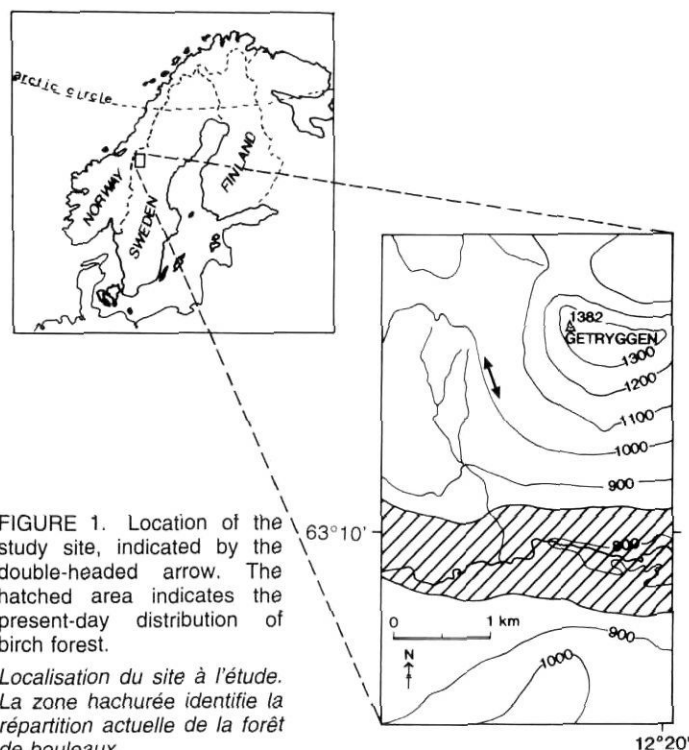 arctic circle
NORWAY
SWEDEN
FINLAND
1382
GETRYGGEN
1300
1200
1100
1000
900
63°10'
800
0 1 km
N
900
1000
12°20'
FIGURE 1. Location of the
study site, indicated by the
double-headed arrow. The
hatched area indicates the
present-day distribution of
birch forest.
Localisation du site à l'étude.
La zone hachurée identifie la
répartition actuelle de la forêt
de bouleaux